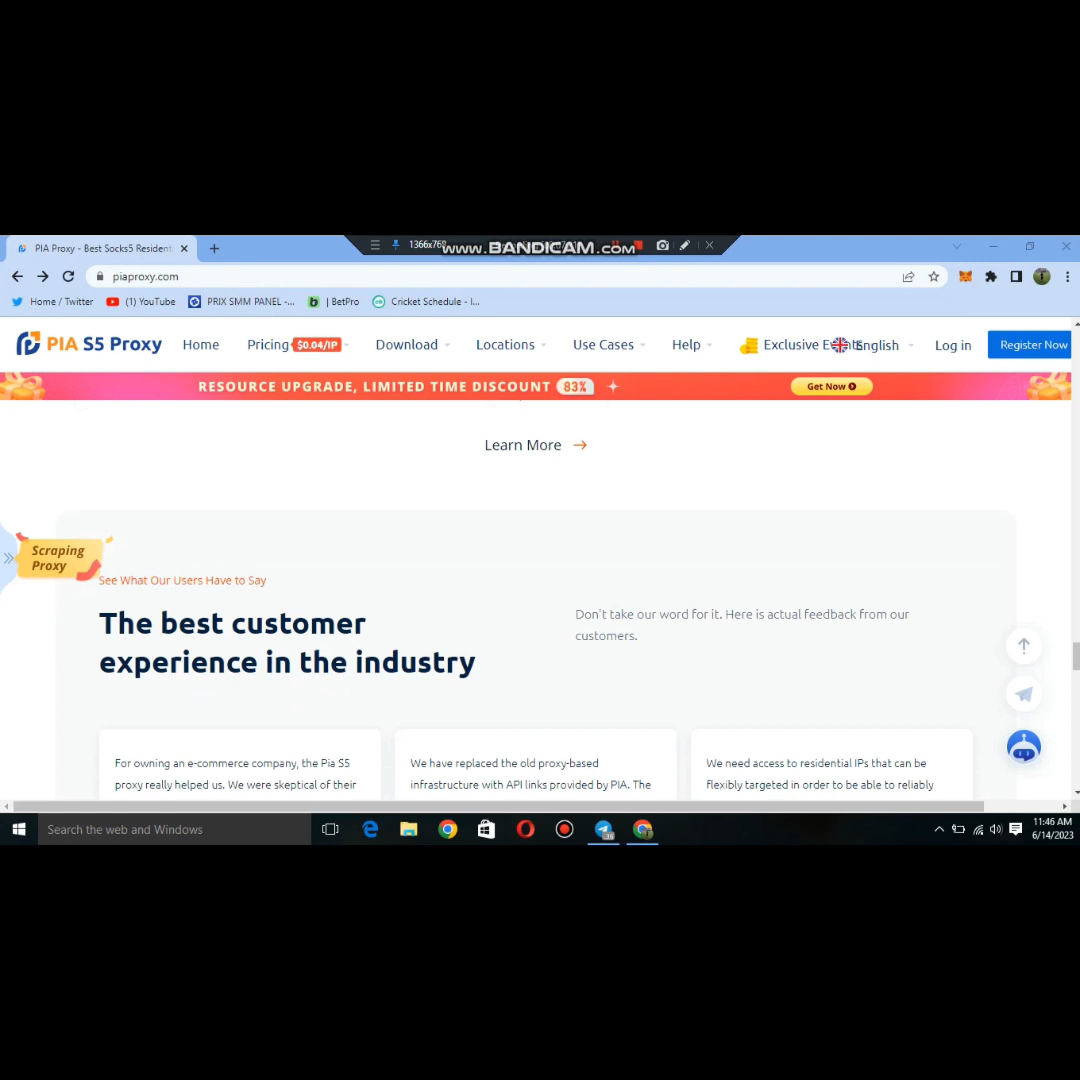 PIA Proxy - Best Socks5 Resident
1366x768
www.BANDICAM.com
piaproxy.com
Home / Twitter
(1) YouTube
PRIX SMM PANEL -...
| BetPro
Cricket Schedule - I...
PIA S5 Proxy
Home
Pricing
$0.04/IP
Download
Locations
Use Cases
Help
Exclusive Events
English
Log in
Register Now
RESOURCE UPGRADE, LIMITED TIME DISCOUNT 83%
Get Now
Learn More
Scraping
Proxy
See What Our Users Have to Say
The best customer
experience in the industry
Don't take our word for it. Here is actual feedback from our
customers.
For owning an e-commerce company, the Pia S5
proxy really helped us. We were skeptical of their
We have replaced the old proxy-based
infrastructure with API links provided by PIA. The
We need access to residential IPs that can be
flexibly targeted in order to be able to reliably
Search the web and Windows
11:46 AM
6/14/2023